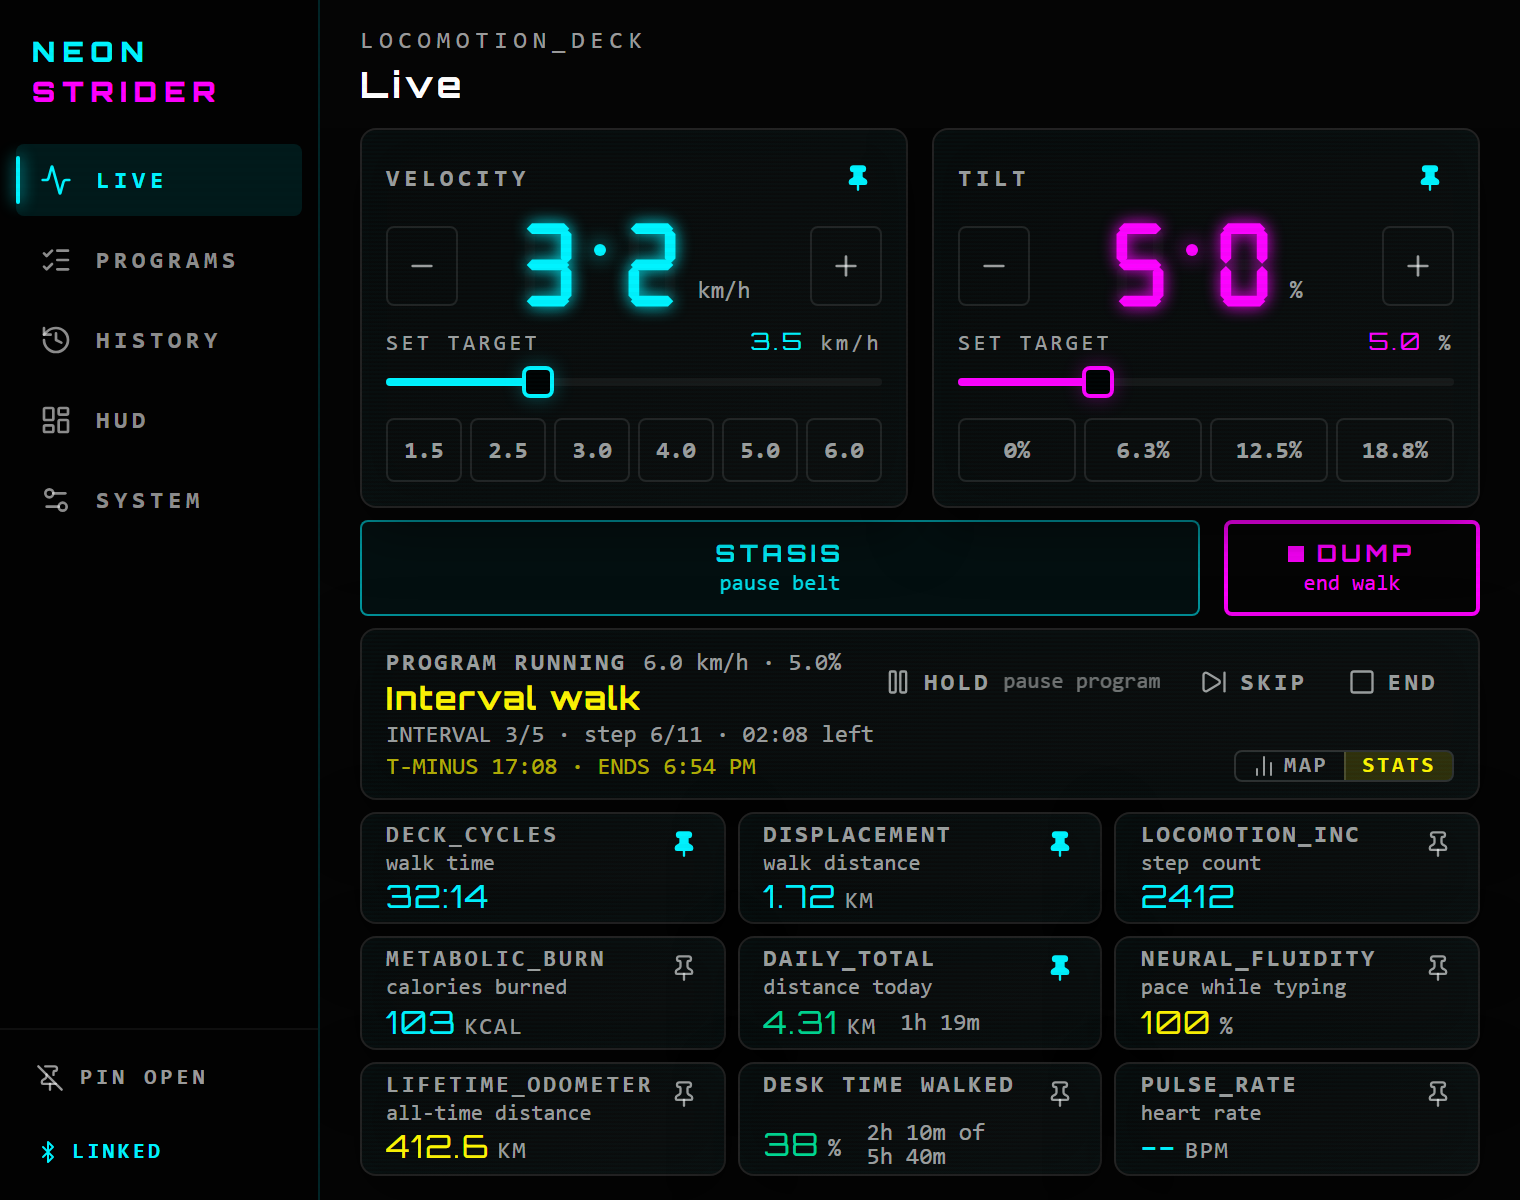 NEON
STRIDER
LIVE
PROGRAMS
HISTORY
HUD
SYSTEM
PIN OPEN
LINKED
LOCOMOTION_DECK
Live
VELOCITY
3.2 km/h
SET TARGET 3.5 km/h
1.5 2.5 3.0 4.0 5.0 6.0
TILT
5.0 %
SET TARGET 5.0 %
0% 6.3% 12.5% 18.8%
STASIS
pause belt
DUMP
end walk
PROGRAM RUNNING 6.0 km/h · 5.0%
Interval walk
INTERVAL 3/5 · step 6/11 · 02:08 left
T-MINUS 17:08 · ENDS 6:54 PM
HOLD pause program SKIP END
MAP STATS
DECK_CYCLES
walk time
32:14
DISPLACEMENT
walk distance
1.72 KM
LOCOMOTION_INC
step count
2412
METABOLIC_BURN
calories burned
103 KCAL
DAILY_TOTAL
distance today
4.31 KM 1h 19m
NEURAL_FLUIDITY
pace while typing
100 %
LIFETIME_ODOMETER
all-time distance
412.6 KM
DESK TIME WALKED
38 % 2h 10m of
5h 40m
PULSE_RATE
heart rate
-- BPM